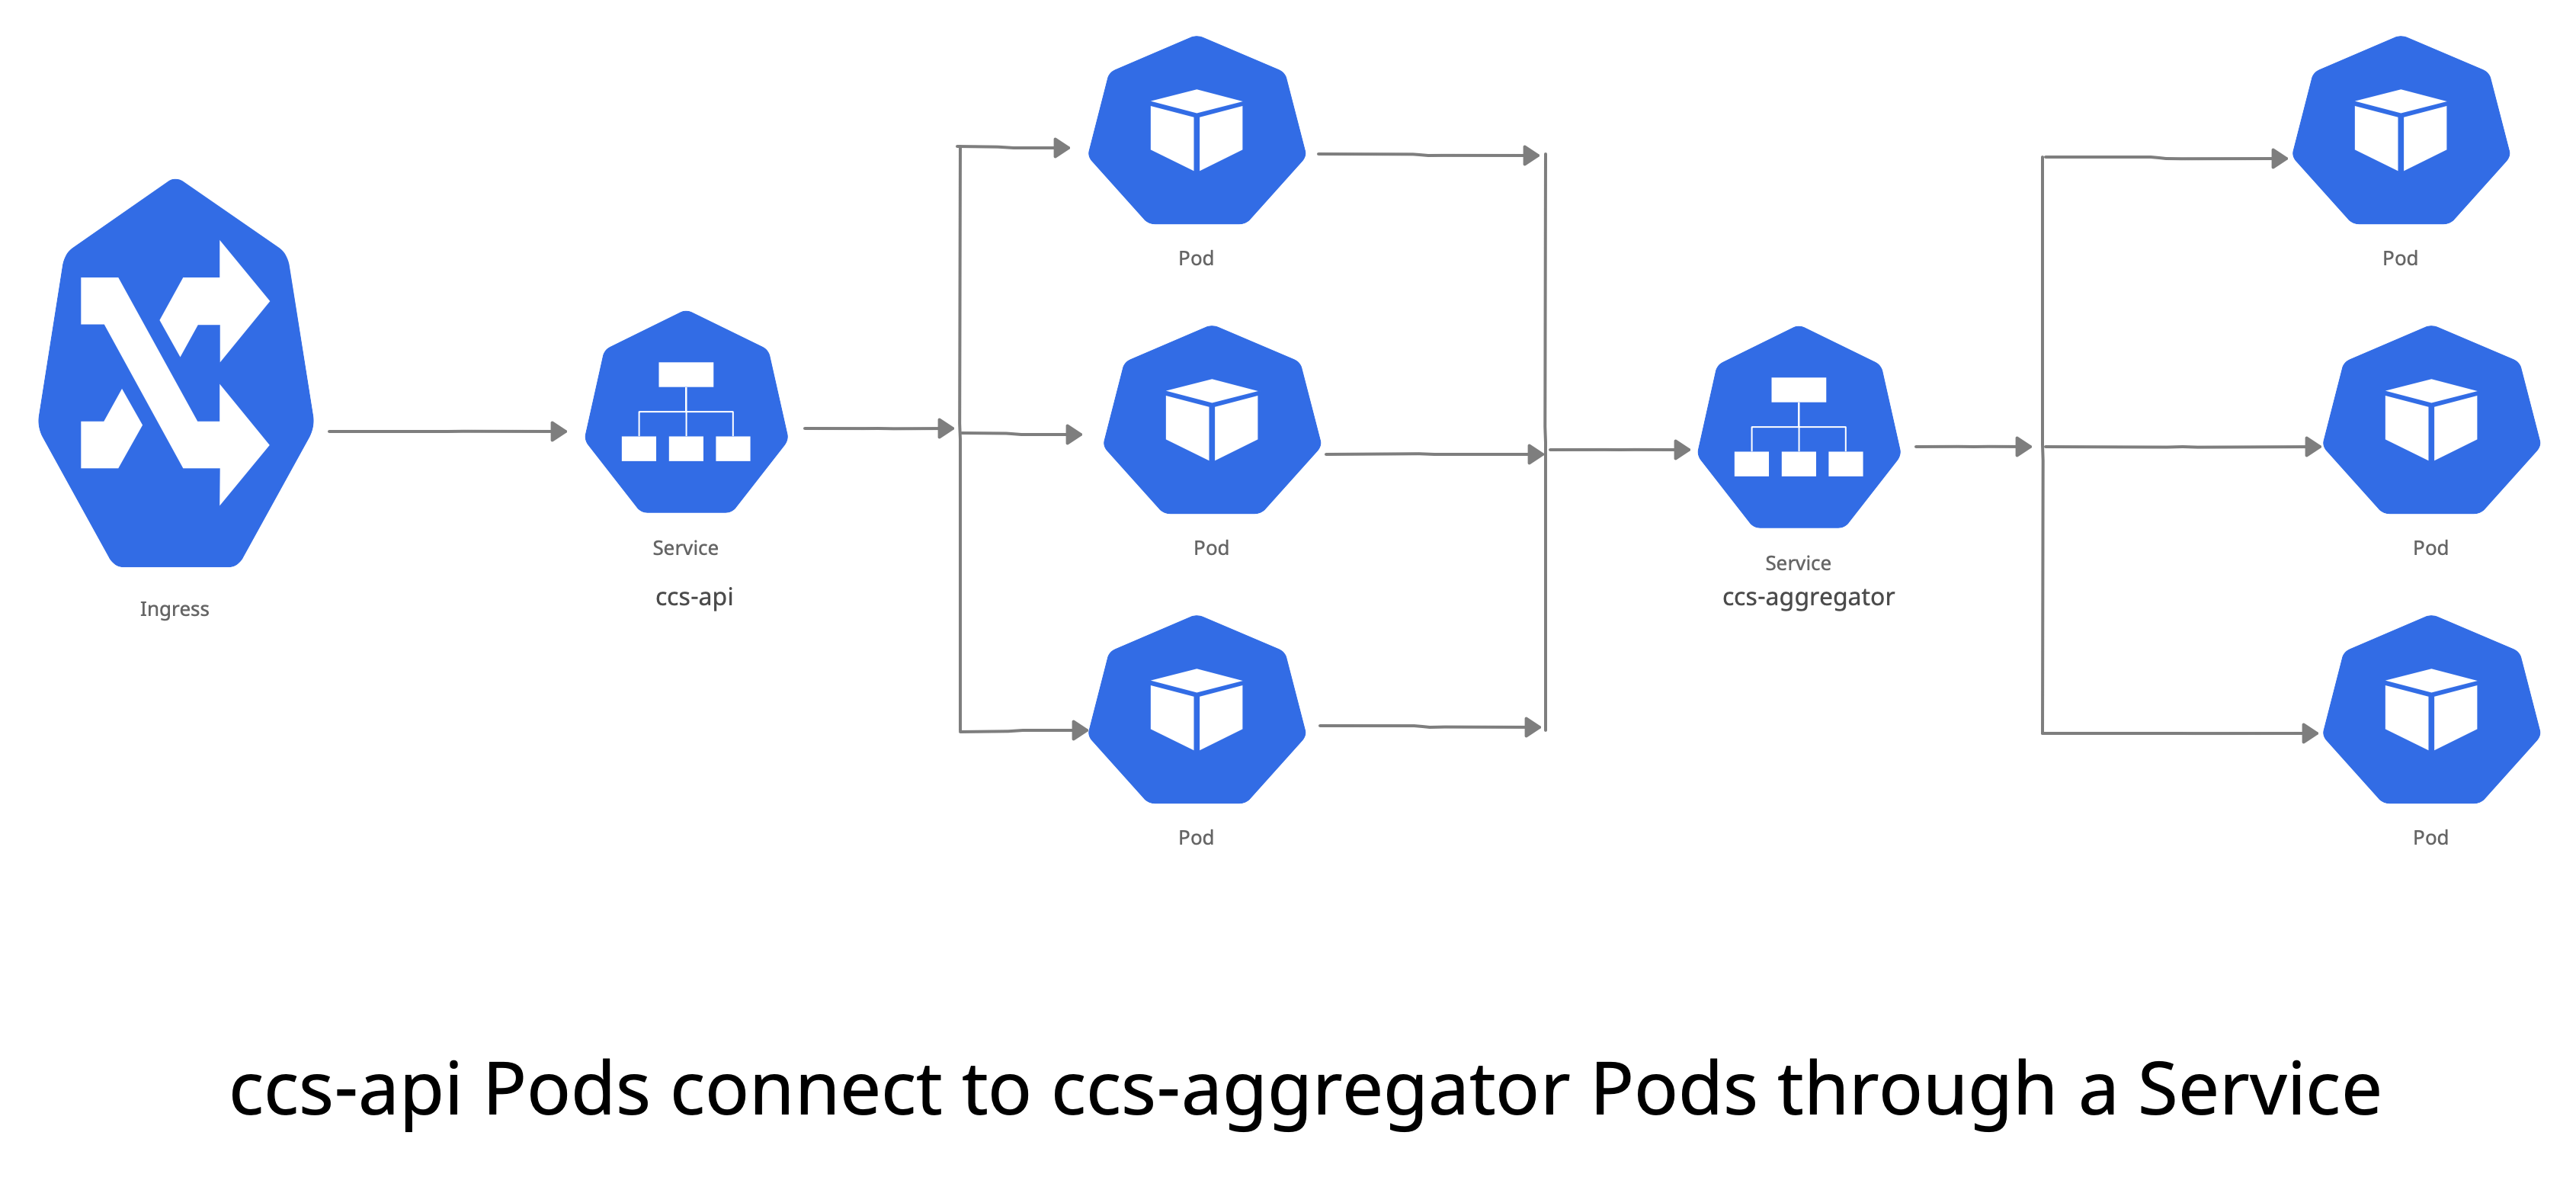 Ingress
Service
ccs-api
Pod
Pod
Pod
Service
ccs-aggregator
Pod
Pod
Pod
ccs-api Pods connect to ccs-aggregator Pods through a Service